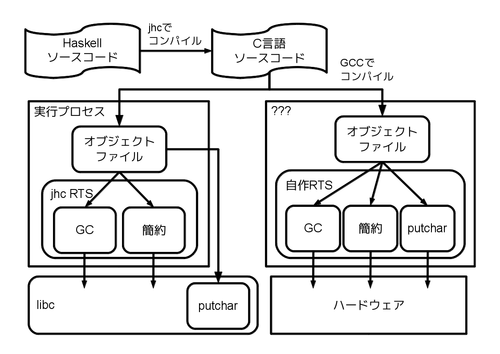 Haskell
ソースコード
jhcで
コンパイル
C言語
ソースコード
GCCで
コンパイル
実行プロセス
オブジェクト
ファイル
jhc RTS
GC
簡約
libc
putchar
???
オブジェクト
ファイル
自作RTS
GC
簡約
putchar
ハードウェア